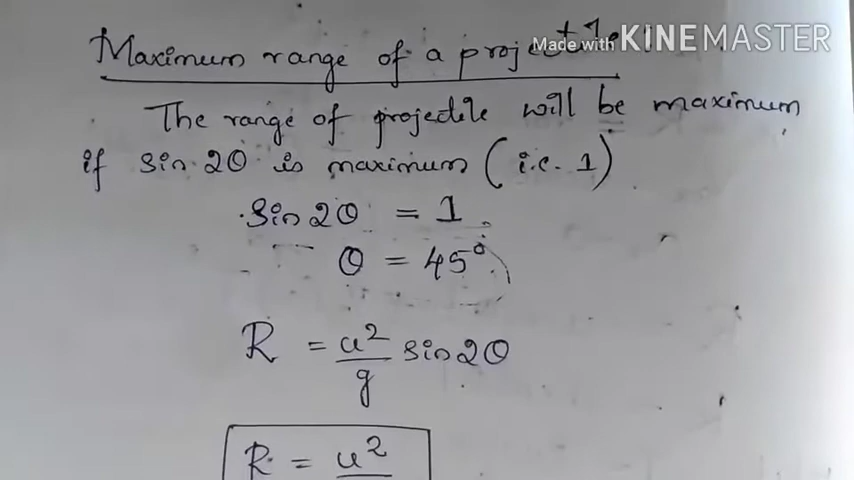 Maximum range of a projectile
Made with KINEMASTER
The range of projectile will be maximum
if sin 2θ is maximum (i.e. 1)
Sin 2θ = 1
θ = 45°
R = u²/g sin 2θ
R = u²